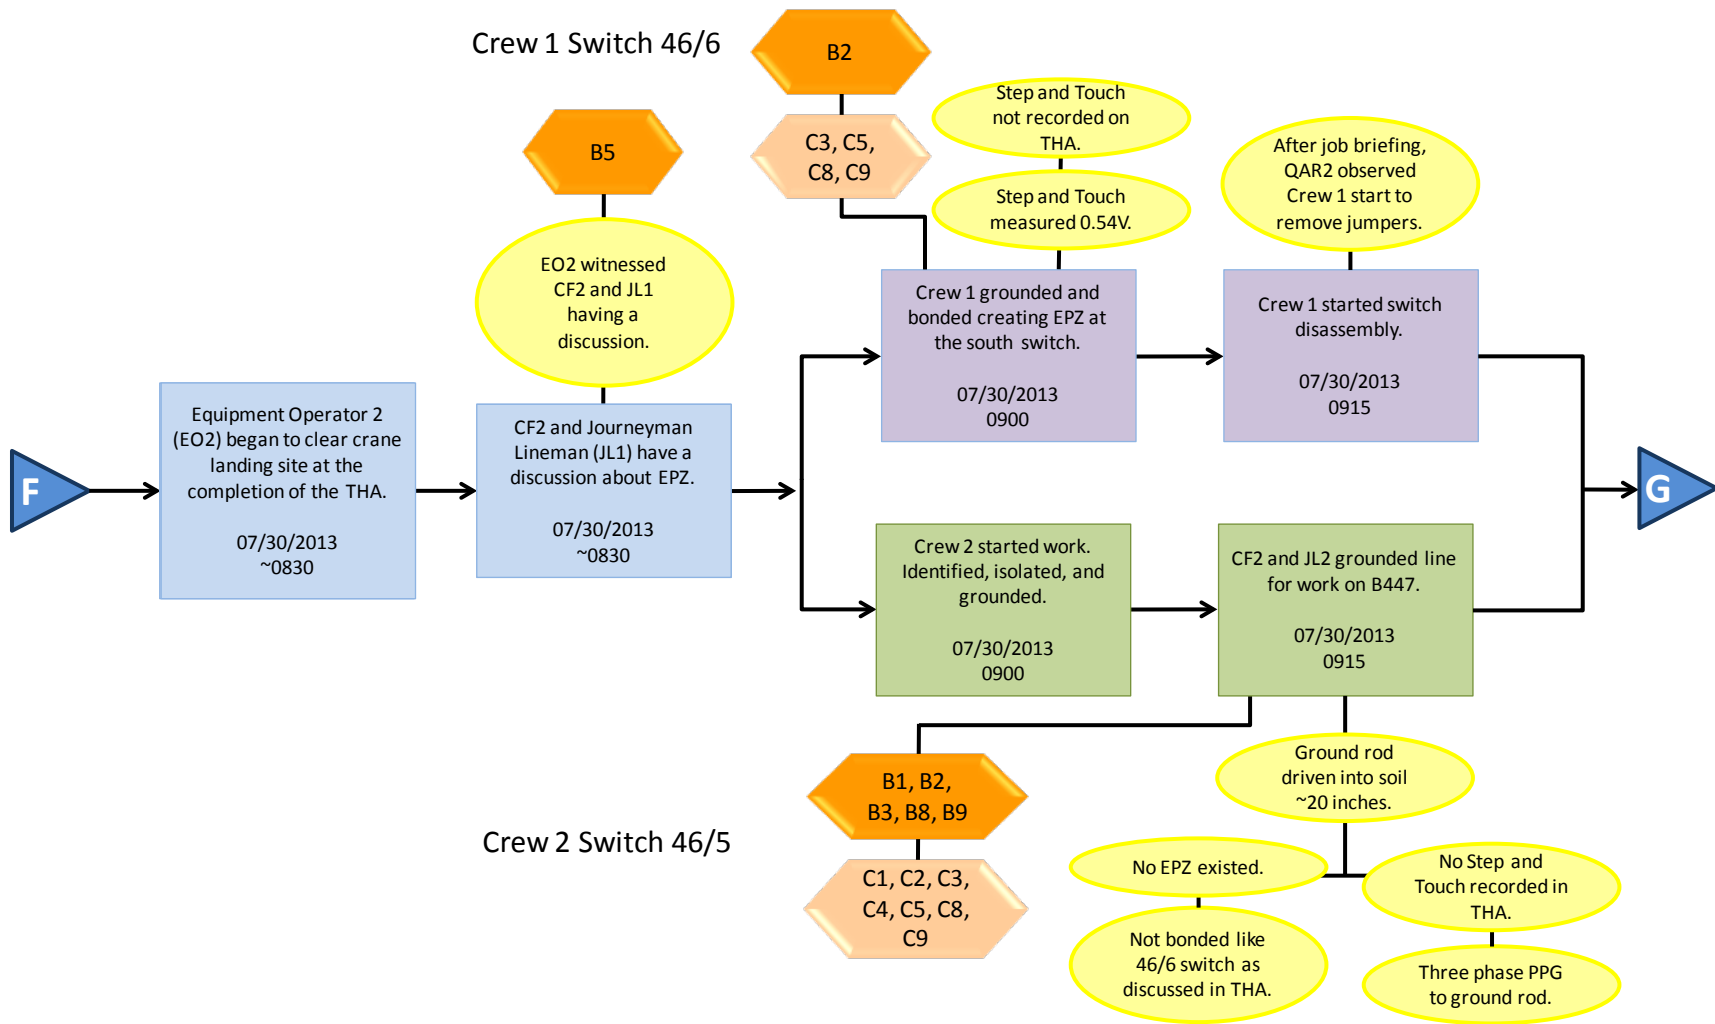 Crew 1 Switch 46/6
B2
C3, C5,
C8, C9
B5
Step and Touch
not recorded on
THA.
Step and Touch
measured 0.54V.
After job briefing,
QAR2 observed
Crew 1 start to
remove jumpers.
EO2 witnessed
CF2 and JL1
having a
discussion.
F
Equipment Operator 2
(EO2) began to clear crane
landing site at the
completion of the THA.
07/30/2013
~0830
CF2 and Journeyman
Lineman (JL1) have a
discussion about EPZ.
07/30/2013
~0830
Crew 1 grounded and
bonded creating EPZ at
the south switch.
07/30/2013
0900
Crew 1 started switch
disassembly.
07/30/2013
0915
G
Crew 2 started work.
Identified, isolated, and
grounded.
07/30/2013
0900
CF2 and JL2 grounded line
for work on B447.
07/30/2013
0915
Crew 2 Switch 46/5
B1, B2,
B3, B8, B9
C1, C2, C3,
C4, C5, C8,
C9
Ground rod
driven into soil
~20 inches.
No EPZ existed.
Not bonded like
46/6 switch as
discussed in THA.
No Step and
Touch recorded in
THA.
Three phase PPG
to ground rod.